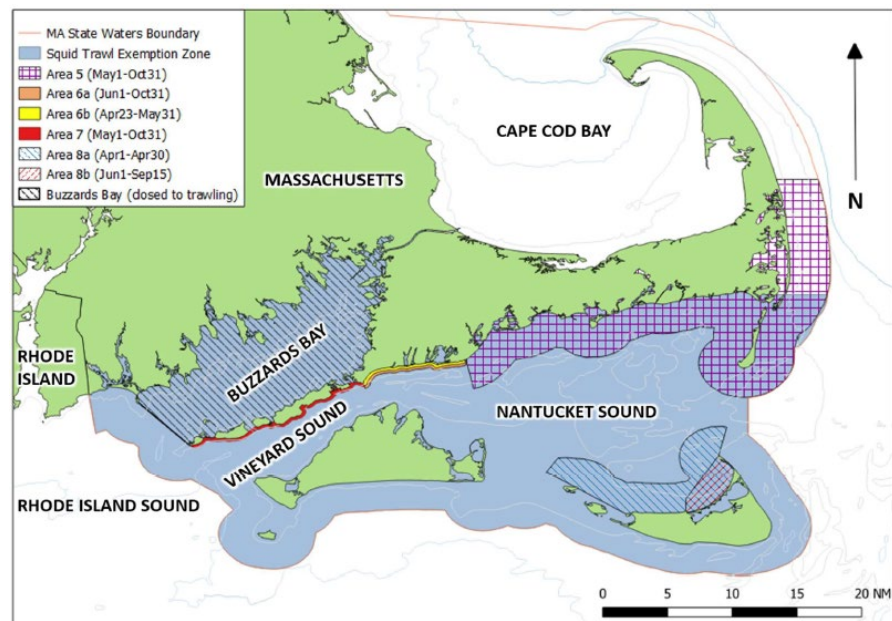 MA State Waters Boundary
Squid Trawl Exemption Zone
Area 5 (May1-Oct31)
Area 6a (Jun1-Oct31)
Area 6b (Apr23-May31)
Area 7 (May1-Oct31)
Area 8a (Apr1-Apr30)
Area 8b (Jun1-Sep15)
Buzzards Bay (closed to trawling)
CAPE COD BAY
MASSACHUSETTS
N
RHODE
ISLAND
BUZZARDS BAY
VINEYARD SOUND
NANTUCKET SOUND
RHODE ISLAND SOUND
0 5 10 15 20 NM